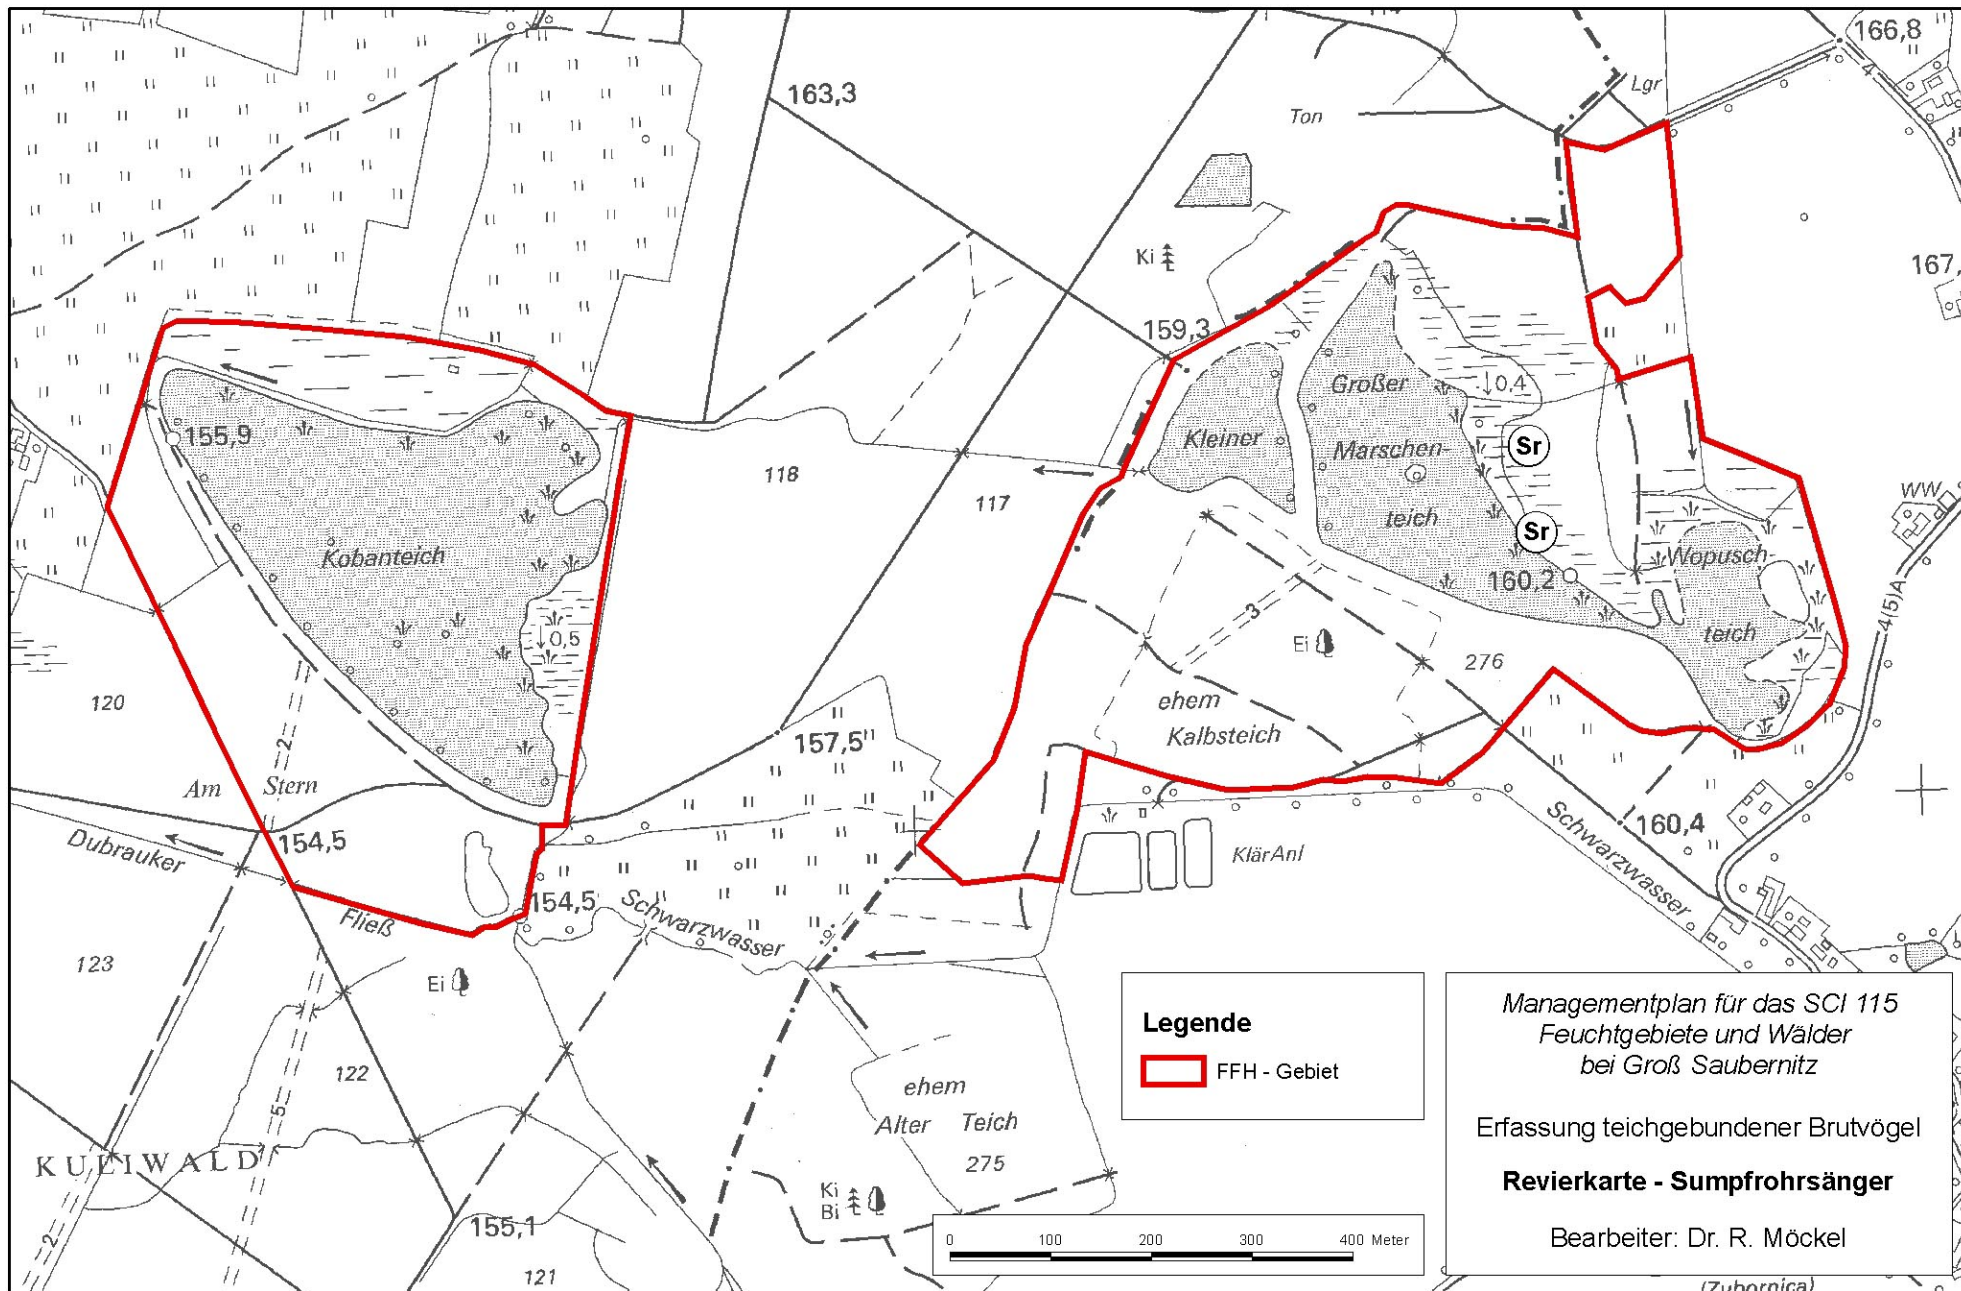 166,8
4
163,3
Lgr
Ton
Ki
167,
159,3
Großer
0,4
155,9
Kleiner
Marschen-
Sr
118
117
teich
WW
Sr
Kobanteich
Wopusch-
160,2
4(5)A
0,5
3
Ei
teich
276
120
ehem
Kalbsteich
2
157,5
Am Stern
Schwarzwasser
160,4
Dubrauker
154,5
KlärAnl
Fließ
154,5
Schwarzwasser
123
Ei
122
ehem
Alter Teich
275
5
KULIWALD
Ki
Bi
2
155,1
121
Legende
FFH - Gebiet
0 100 200 300 400 Meter
Managementplan für das SCI 115
Feuchtgebiete und Wälder
bei Groß Saubernitz
Erfassung teichgebundener Brutvögel
Revierkarte - Sumpfrohrsänger
Bearbeiter: Dr. R. Möckel
(Zubornica)